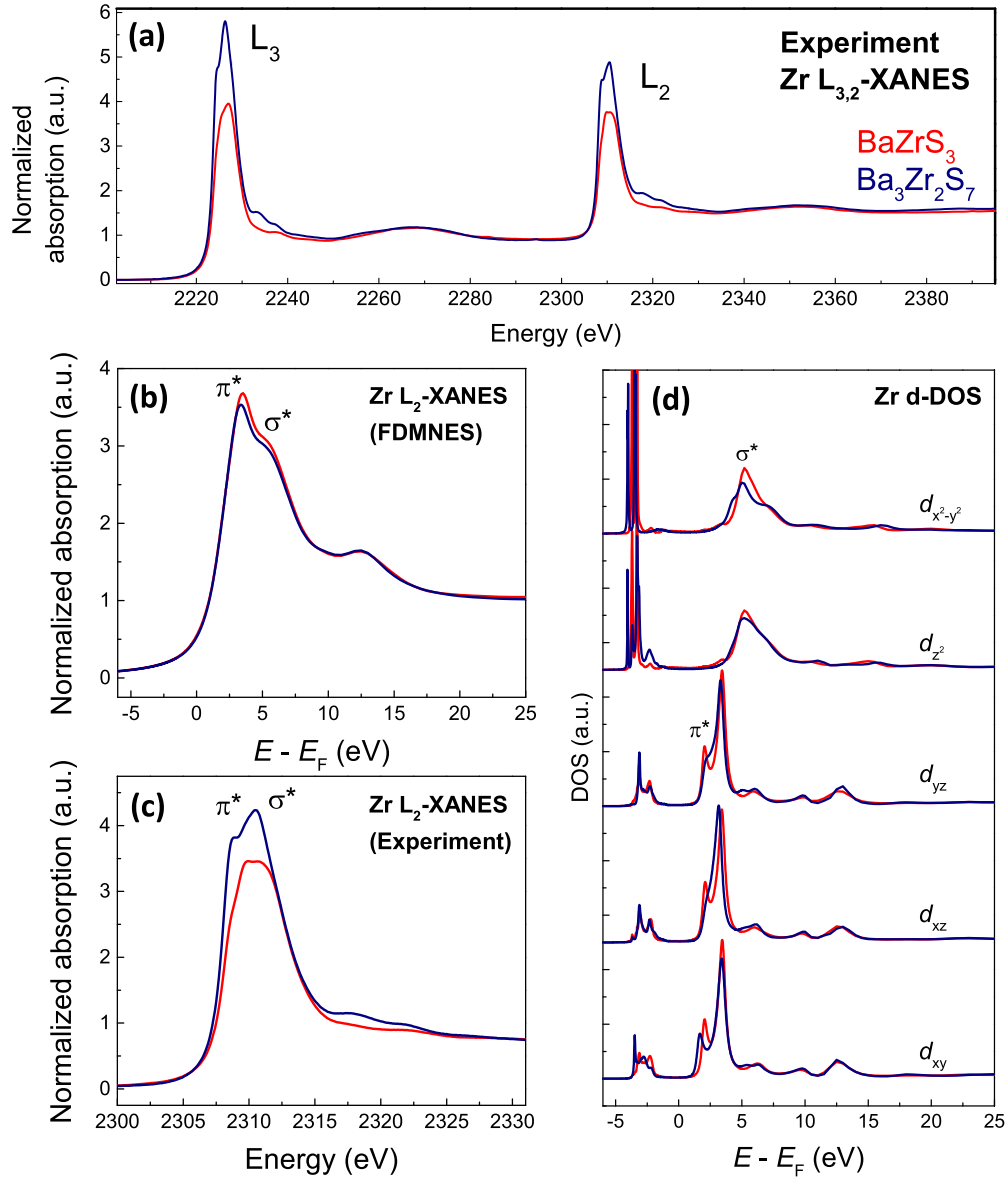 (a)
L3
L2
Experiment
Zr L3,2-XANES
BaZrS3
Ba3Zr2S7
Normalized
absorption (a.u.)
6
5
4
3
2
1
0
2220 2240 2260 2280 2300 2320 2340 2360 2380
Energy (eV)
(b)
π*
σ*
Zr L2-XANES
(FDMNES)
Normalized absorption (a.u.)
4
3
2
1
0
-5 0 5 10 15 20 25
E - EF (eV)
(c)
π*
σ*
Zr L2-XANES
(Experiment)
Normalized absorption (a.u.)
5
4
3
2
1
0
2300 2305 2310 2315 2320 2325 2330
Energy (eV)
(d)
Zr d-DOS
σ*
dx²-y²
dz²
π*
dyz
dxz
dxy
DOS (a.u.)
-5 0 5 10 15 20 25
E - EF (eV)